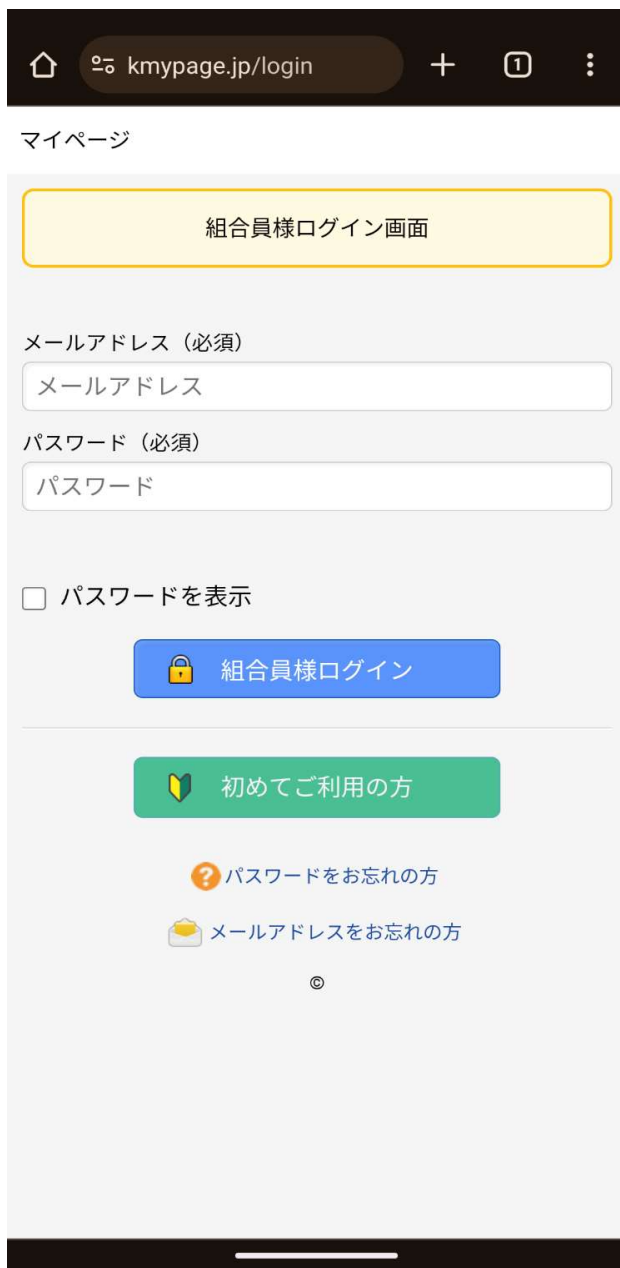 kmypage.jp/login
1
マイページ
組合員様ログイン画面
メールアドレス（必須）
メールアドレス
パスワード（必須）
パスワード
パスワードを表示
組合員様ログイン
初めてご利用の方
パスワードをお忘れの方
メールアドレスをお忘れの方
©